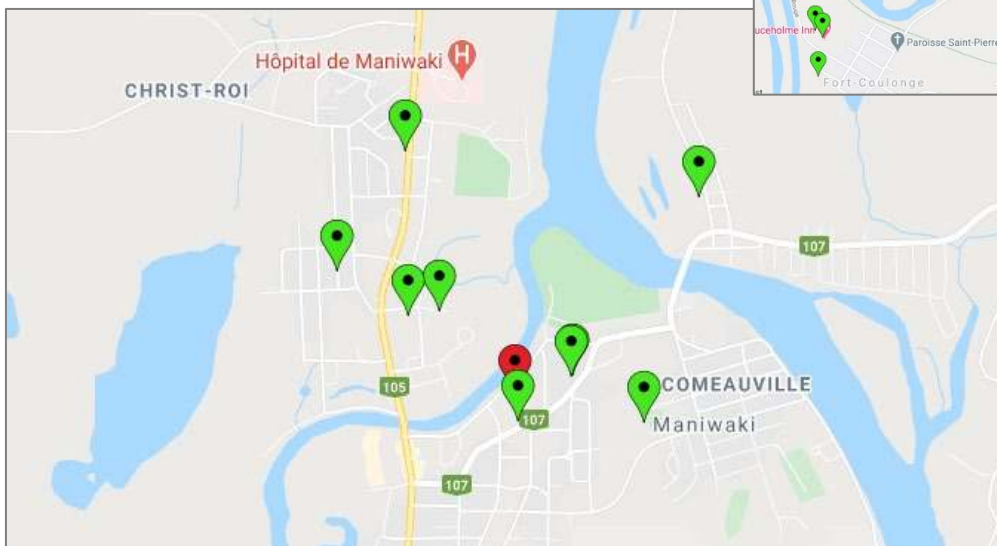 Paroisse Saint-Pierre
Fort-Coulonge
Hôpital de Maniwaki
H
CHRIST-ROI
107
105
COMEAUVILLE
107
Maniwaki
107